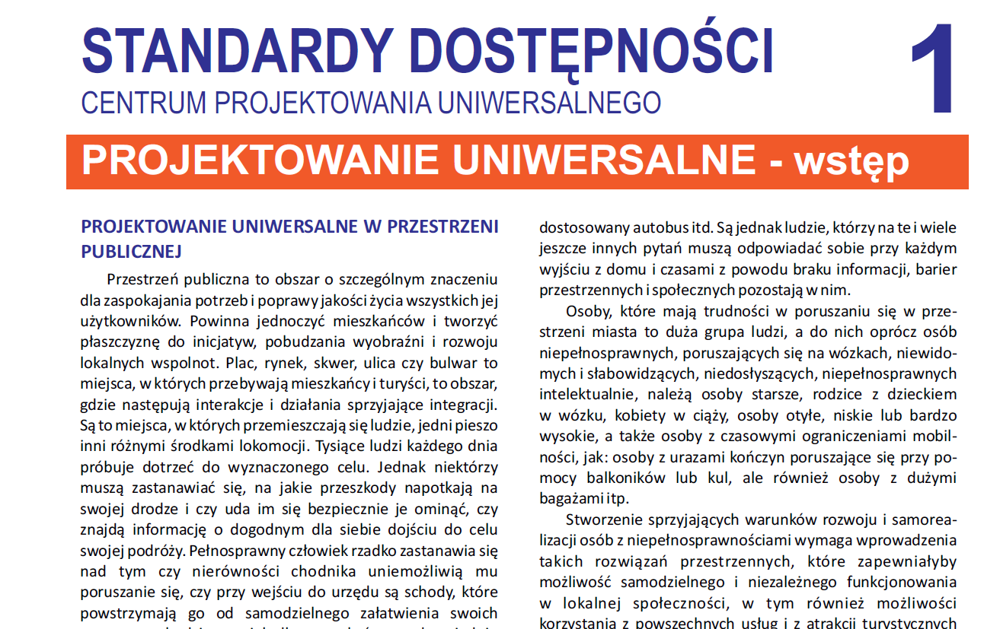 STANDARDY DOSTĘPNOŚCI
1
CENTRUM PROJEKTOWANIA UNIWERSALNEGO
PROJEKTOWANIE UNIWERSALNE - wstęp
PROJEKTOWANIE UNIWERSALNE W PRZESTRZENI
PUBLICZNEJ
Przestrzeń publiczna to obszar o szczególnym znaczeniu
dla zaspokajania potrzeb i poprawy jakości życia wszystkich jej
użytkowników. Powinna jednoczyć mieszkańców i tworzyć
płaszczyznę do inicjatyw, pobudzania wyobraźni i rozwoju
lokalnych wspolnot. Plac, rynek, skwer, ulica czy bulwar to
miejsca, w których przebywają mieszkańcy i turyści, to obszar,
gdzie następują interakcje i działania sprzyjające integracji.
Są to miejsca, w których przemieszczają się ludzie, jedni pieszo
inni różnymi środkami lokomocji. Tysiące ludzi każdego dnia
próbuje dotrzeć do wyznaczonego celu. Jednak niektórzy
muszą zastanawiać się, na jakie przeszkody napotkają na
swojej drodze i czy uda im się bezpiecznie je ominąć, czy
znajdą informację o dogodnym dla siebie dojściu do celu
swojej podróży. Pełnosprawny człowiek rzadko zastanawia się
nad tym czy nierówności chodnika uniemożliwią mu
poruszanie się, czy przy wejściu do urzędu są schody, które
powstrzymają go od samodzielnego załatwienia swoich
dostosowany autobus itd. Są jednak ludzie, którzy na te i wiele
jeszcze innych pytań muszą odpowiadać sobie przy każdym
wyjściu z domu i czasami z powodu braku informacji, barier
przestrzennych i społecznych pozostają w nim.
Osoby, które mają trudności w poruszaniu się w prze-
strzeni miasta to duża grupa ludzi, a do nich oprócz osób
niepełnosprawnych, poruszających się na wózkach, niewido-
mych i słabowidzących, niedosłyszących, niepełnosprawnych
intelektualnie, należą osoby starsze, rodzice z dzieckiem
w wózku, kobiety w ciąży, osoby otyłe, niskie lub bardzo
wysokie, a także osoby z czasowymi ograniczeniami mobil-
ności, jak: osoby z urazami kończyn poruszające się przy po-
mocy balkoników lub kul, ale również osoby z dużymi
bagażami itp.
Stworzenie sprzyjających warunków rozwoju i samorea-
lizacji osób z niepełnosprawnościami wymaga wprowadzenia
takich rozwiązań przestrzennych, które zapewniałyby
możliwość samodzielnego i niezależnego funkcjonowania
w lokalnej społeczności, w tym również możliwości
korzystania z powszechnych usług i z atrakcji turystycznych